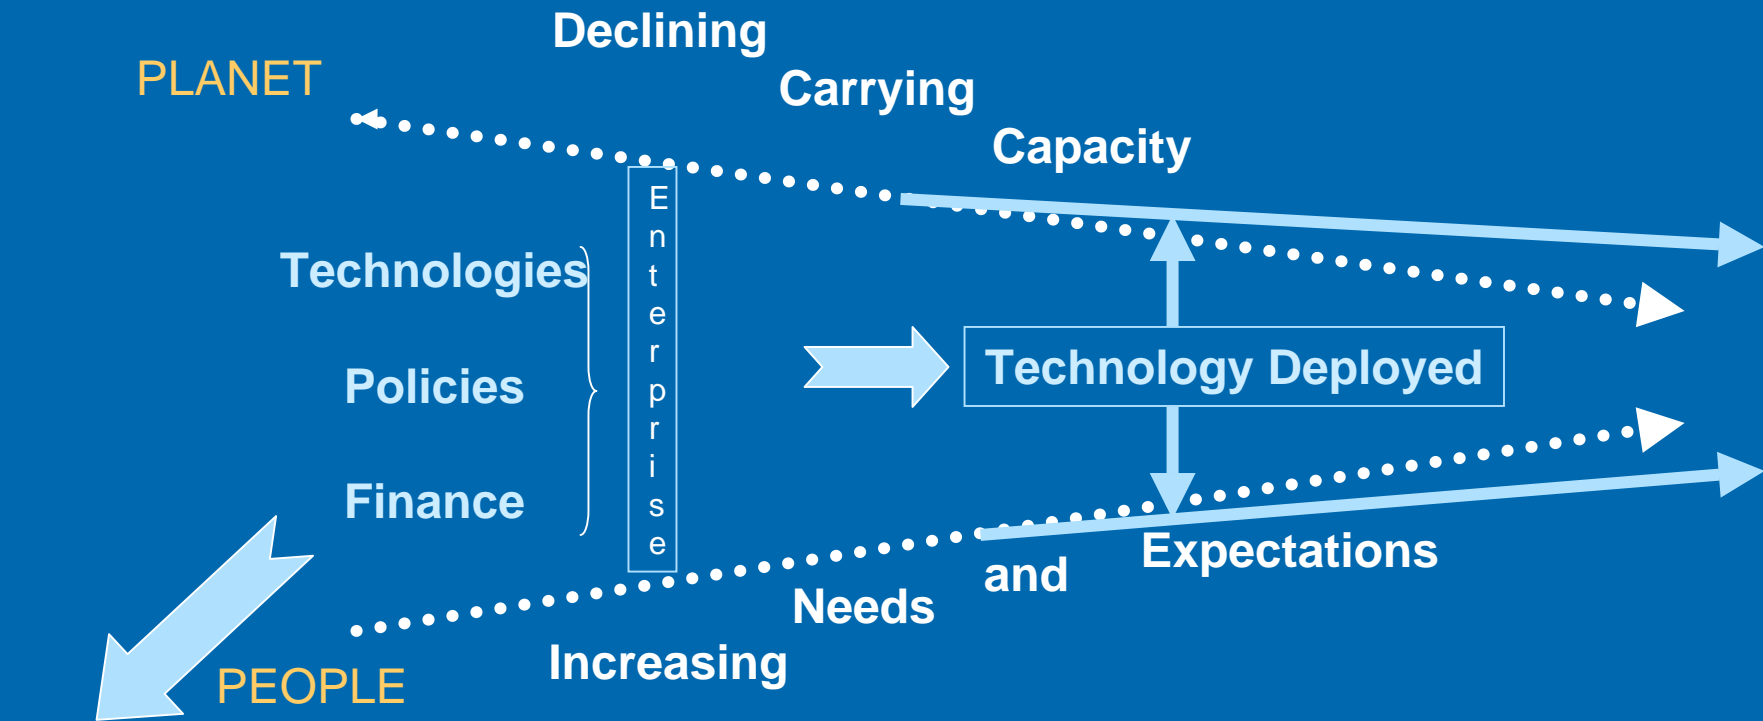 Declining
PLANET
Carrying
Capacity
Enterprise
Technologies
Policies
Technology Deployed
Finance
Expectations
and
Needs
Increasing
PEOPLE